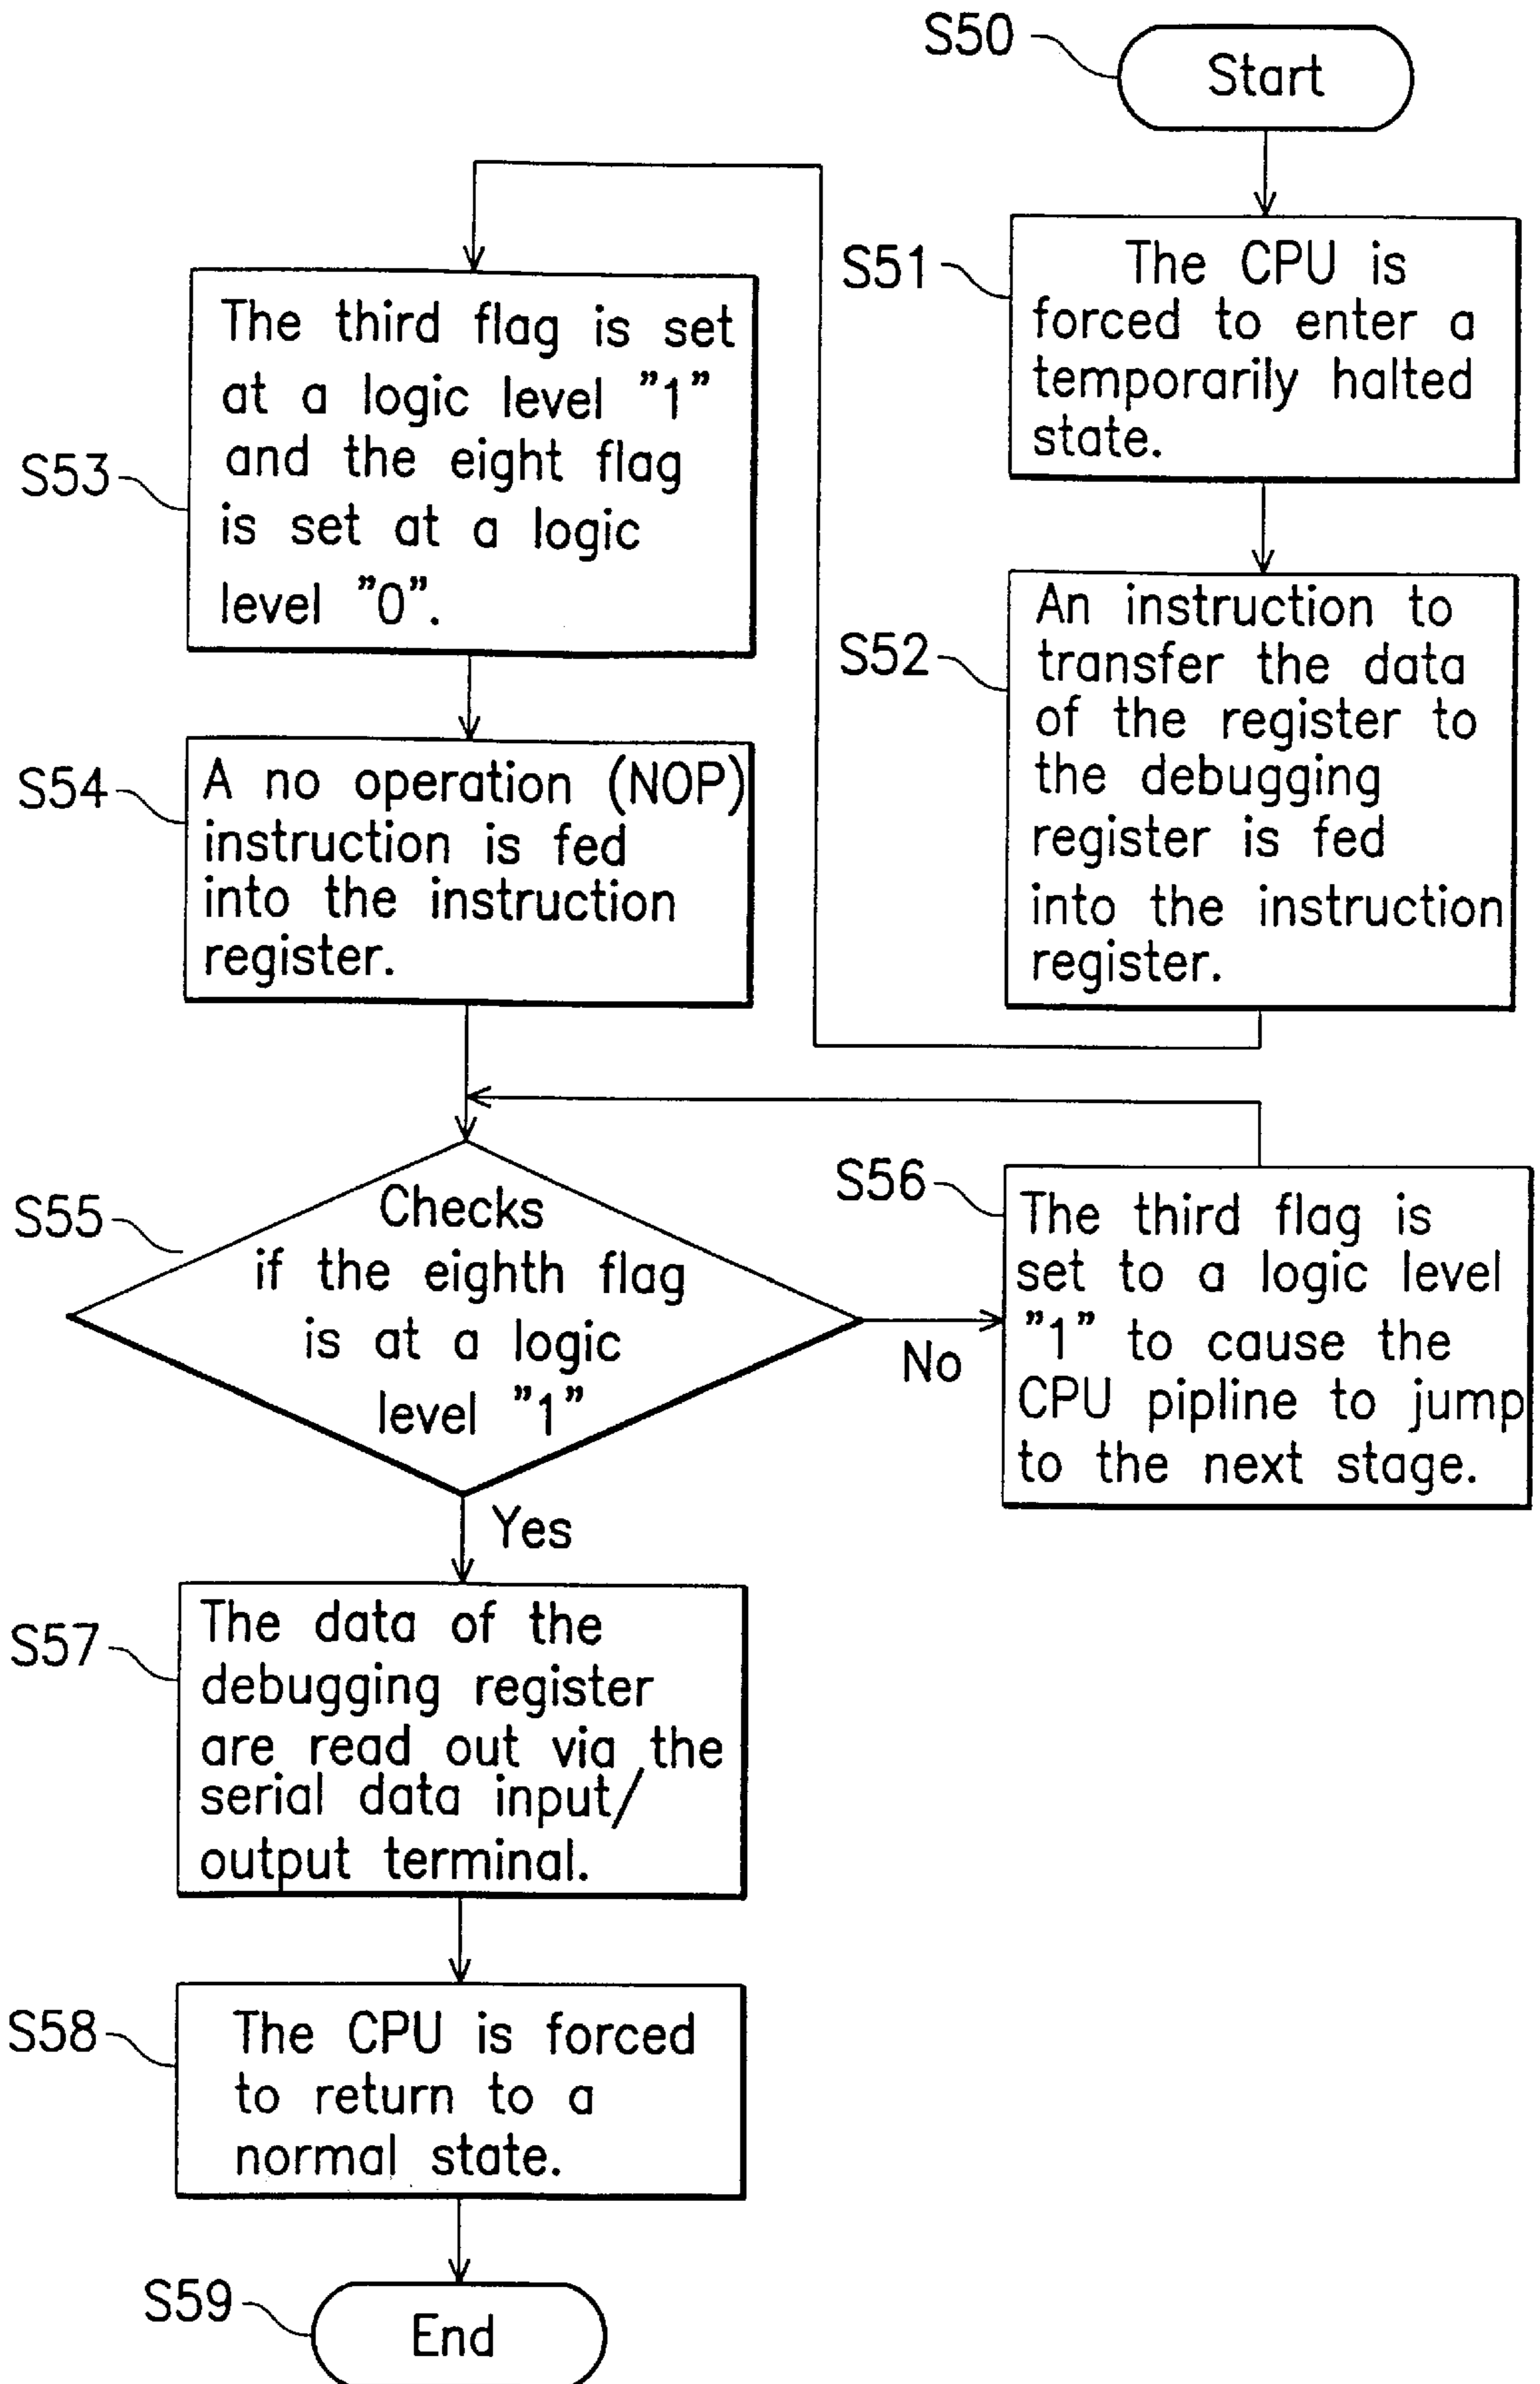 S50
Start
S51
The CPU is
forced to enter a
temporarily halted
state.
S52
An instruction to
transfer the data
of the register to
the debugging
register is fed
into the instruction
register.
S53
The third flag is set
at a logic level "1"
and the eight flag
is set at a logic
level "0".
S54
A no operation (NOP)
instruction is fed
into the instruction
register.
S55
Checks
if the eighth flag
is at a logic
level "1"
No
S56
The third flag is
set to a logic level
"1" to cause the
CPU pipline to jump
to the next stage.
Yes
S57
The data of the
debugging register
are read out via the
serial data input/
output terminal.
S58
The CPU is forced
to return to a
normal state.
S59
End